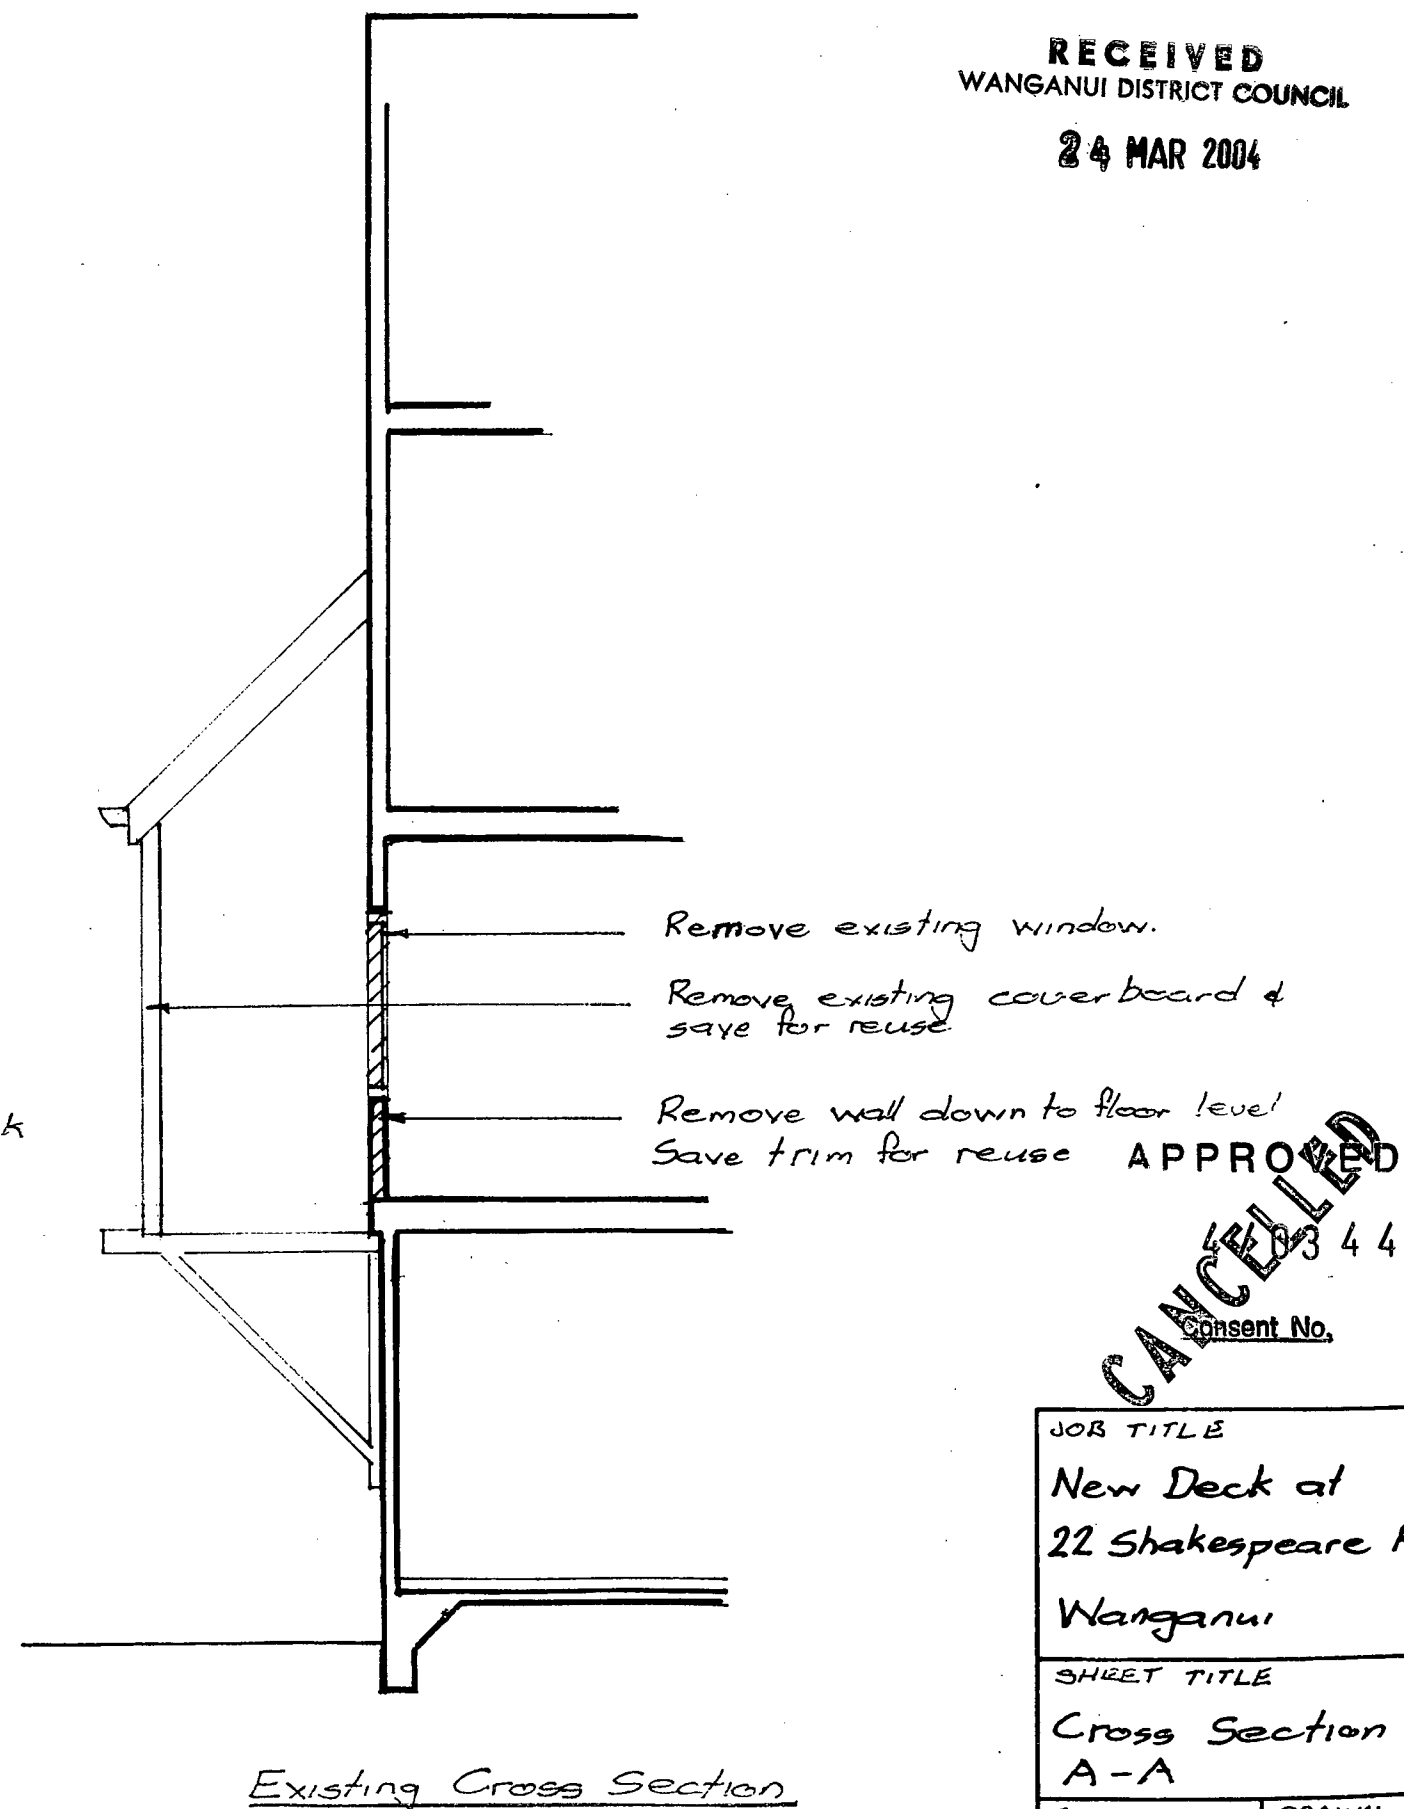 RECEIVED
WANGANUI DISTRICT COUNCIL
24 MAR 2004
Remove existing window.
Remove existing coverboard &
save for reuse.
Remove wall down to floor level
Save trim for reuse
k
APPROVED
CANCELLED
Consent No.
JOB TITLE
New Deck at
22 Shakespeare
Wanganui
SHEET TITLE
Cross Section
A-A
Existing Cross Section